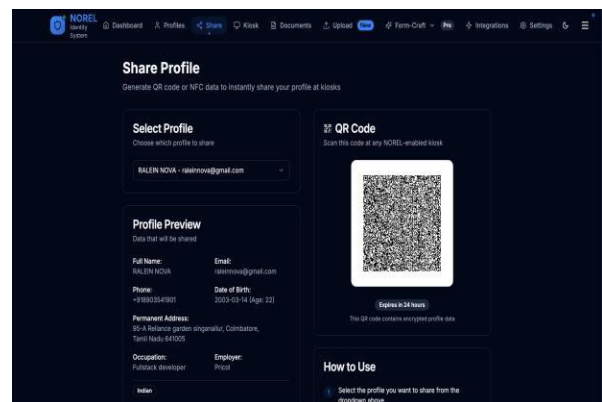 NOREL
Identity
System
Dashboard
Profiles
Share
Kiosk
Documents
Upload New
Form-Craft Pro
Integrations
Settings
Share Profile
Generate QR code or NFC data to instantly share your profile at kiosks
Select Profile
Choose which profile to share
RALEIN NOVA - raleinnova@gmail.com
Profile Preview
Data that will be shared
Full Name:
RALEIN NOVA
Email:
raleinnova@gmail.com
Phone:
+918903541901
Date of Birth:
2003-03-14 (Age: 22)
Permanent Address:
95-A Reliance garden singanallur, Coimbatore,
Tamil Nadu 641005
Occupation:
Fullstack developer
Employer:
Pricol
Indian
QR Code
Scan this code at any NOREL-enabled kiosk
Expires in 24 hours
This QR code contains encrypted profile data
How to Use
1 Select the profile you want to share from the
dropdown above